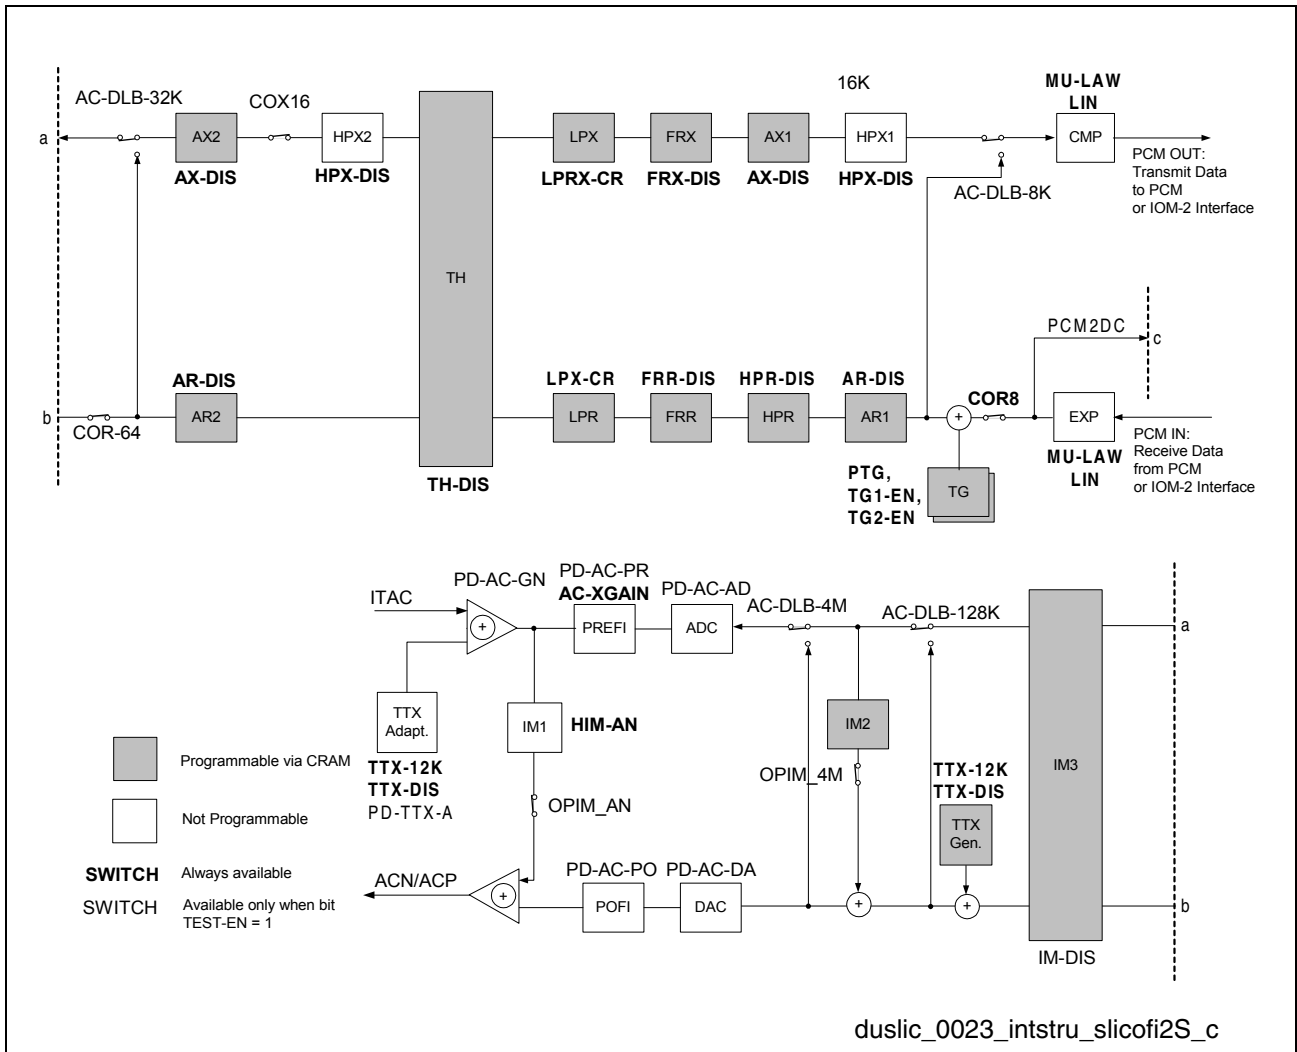 AC-DLB-32K
COX16
16K
MU-LAW
LIN
a
AX2
HPX2
LPX
FRX
AX1
HPX1
CMP
AX-DIS
HPX-DIS
LPRX-CR
FRX-DIS
AX-DIS
HPX-DIS
AC-DLB-8K
PCM OUT:
Transmit Data
to PCM
or IOM-2 Interface
TH
PCM2DC
c
AR-DIS
LPX-CR
FRR-DIS
HPR-DIS
AR-DIS
COR8
b
COR-64
AR2
LPR
FRR
HPR
AR1
+
EXP
TH-DIS
PTG,
TG1-EN,
TG2-EN
TG
MU-LAW
LIN
PCM IN:
Receive Data
from PCM
or IOM-2 Interface
ITAC
PD-AC-GN
PD-AC-PR
AC-XGAIN
PD-AC-AD
AC-DLB-4M
AC-DLB-128K
+
PREFI
ADC
a
TTX
Adapt.
IM1
HIM-AN
IM2
IM3
TTX-12K
TTX-DIS
PD-TTX-A
OPIM_AN
OPIM_4M
TTX-12K
TTX-DIS
TTX
Gen.
Programmable via CRAM
Not Programmable
SWITCH Always available
SWITCH Available only when bit
TEST-EN = 1
ACN/ACP
PD-AC-PO
PD-AC-DA
+
POFI
DAC
+
+
b
IM-DIS
duslic_0023_intstru_slicofi2S_c